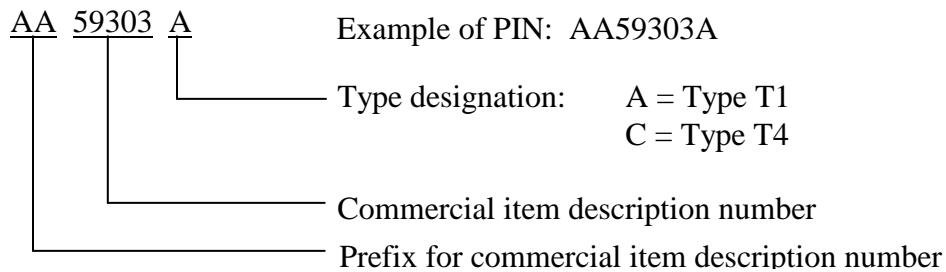 AA 59303 A Example of PIN: AA59303A
Type designation: A = Type T1
C = Type T4
Commercial item description number
Prefix for commercial item description number